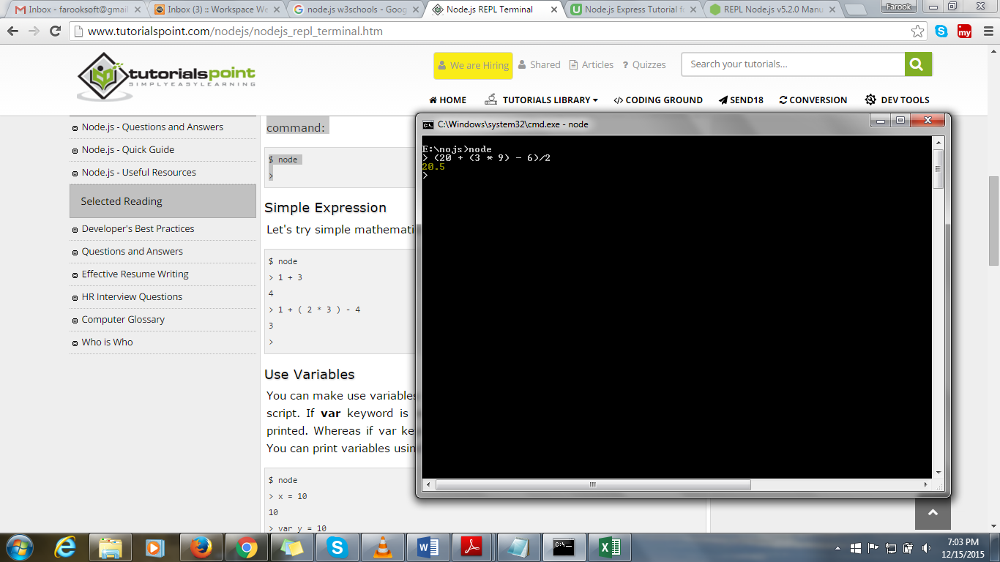 Inbox - farooksoft@gmail
Inbox (3) :: Workspace We
node.js w3schools - Goog
Node.js REPL Terminal
Node.js Express Tutorial fo
REPL Node.js v5.2.0 Manu
Farook
www.tutorialspoint.com/nodejs/nodejs_repl_terminal.htm
my
tutorialspoint
SIMPLYEASYLEARNING
We are Hiring
Shared
Articles
? Quizzes
Search your tutorials...
HOME
TUTORIALS LIBRARY
</> CODING GROUND
SEND18
CONVERSION
DEV TOOLS
Node.js - Questions and Answers
Node.js - Quick Guide
Node.js - Useful Resources
Selected Reading
Developer's Best Practices
Questions and Answers
Effective Resume Writing
HR Interview Questions
Computer Glossary
Who is Who
command:
$ node
>
Simple Expression
Let's try simple mathemati
$ node
> 1 + 3
4
> 1 + ( 2 * 3 ) - 4
3
>
Use Variables
You can make use variables
script. If var keyword is
printed. Whereas if var ke
You can print variables usin
$ node
> x = 10
10
> var y = 10
C:\Windows\system32\cmd.exe - node
E:\nojs>node
> (20 + (3 * 9) - 6)/2
20.5
>
7:03 PM
12/15/2015